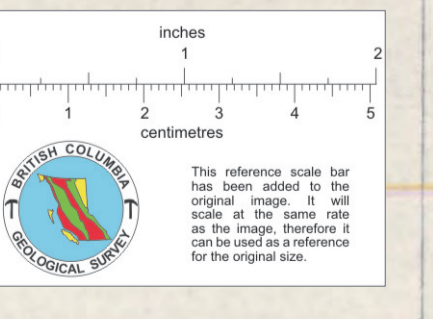 inches
1 2
1 2 3 4 5
centimetres
BRITISH COLUMBIA
GEOLOGICAL SURVEY
This reference scale bar
has been added to the
original image. It will
scale at the same rate
as the image, therefore it
can be used as a reference
for the original size.